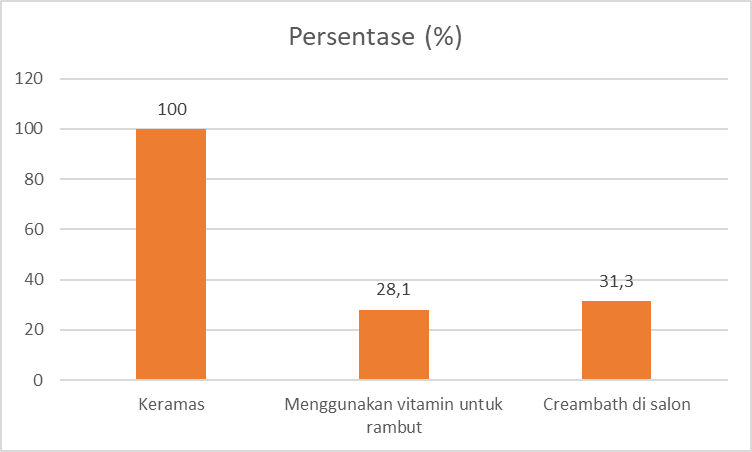 Persentase (%)
120
100
80
60
40
20
0
100
28,1
31,3
Keramas
Menggunakan vitamin untuk
rambut
Creambath di salon